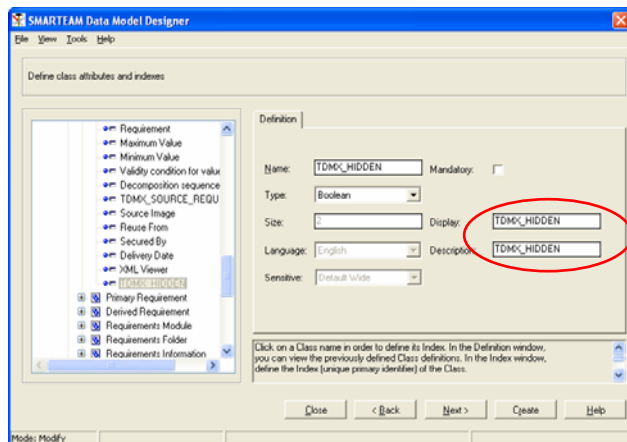 SMARTEAM Data Model Designer
File View Tools Help
Define class attributes and indexes
Requirement
Maximum Value
Minimum Value
Validity condition for value
Decomposition sequence
TDMX_SOURCE_REQU
Source Image
Reuse From
Secured By
Delivery Date
XML Viewer
TDMX_HIDDEN
Primary Requirement
Derived Requirement
Requirements Module
Requirements Folder
Requirements Information
Definition
Name: TDMX_HIDDEN Mandatory:
Type: Boolean
Size: 2 Display: TDMX_HIDDEN
Language: English Description: TDMX_HIDDEN
Sensitive: Default Wide
Click on a Class name in order to define its Index. In the Definition window,
you can view the previously defined Class definitions. In the Index window,
define the Index (unique primary identifier) of the Class.
Close < Back Next > Create Help
Mode: Modify